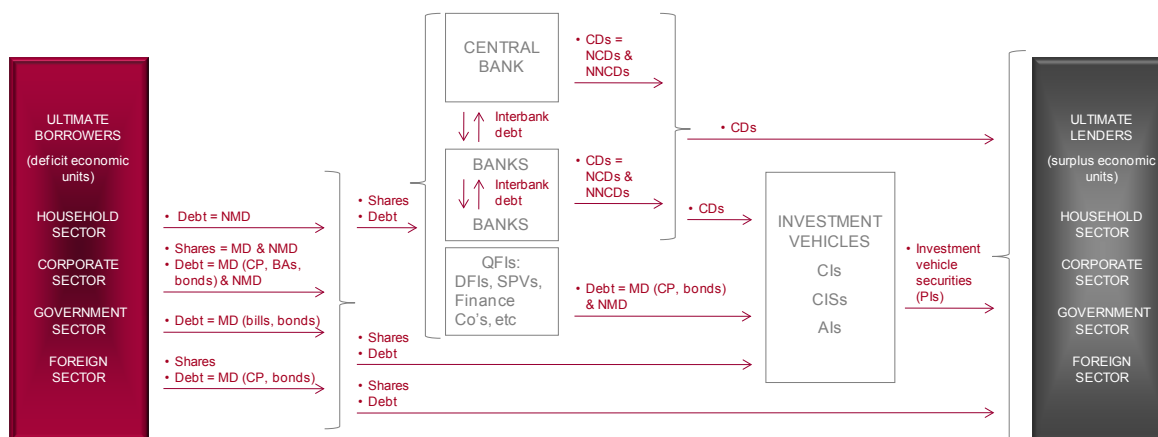 ULTIMATE
BORROWERS
(deficit economic
units)
HOUSEHOLD
SECTOR
CORPORATE
SECTOR
GOVERNMENT
SECTOR
FOREIGN
SECTOR
• Debt = NMD
• Shares = MD & NMD
• Debt = MD (CP, BAs,
bonds) & NMD
• Debt = MD (bills, bonds)
• Shares
• Debt = MD (CP, bonds)
• Shares
• Debt
CENTRAL
BANK
Interbank
debt
BANKS
Interbank
debt
BANKS
QFIs:
DFIs, SPVs,
Finance
Co's, etc
• CDs =
NCDs &
NNCDs
• CDs =
NCDs &
NNCDs
• Debt = MD (CP, bonds)
& NMD
• Shares
• Debt
• Shares
• Debt
• CDs
• CDs
INVESTMENT
VEHICLES
CIs
CISs
AIs
• Investment
vehicle
securities
(PIs)
ULTIMATE
LENDERS
(surplus economic
units)
HOUSEHOLD
SECTOR
CORPORATE
SECTOR
GOVERNMENT
SECTOR
FOREIGN
SECTOR